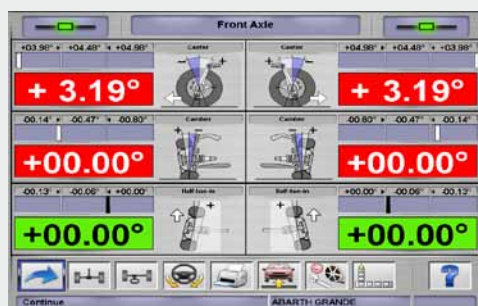 Front Axle
+03.98° +04.48° +04.98° Caster Caster +04.98° +04.48° +03.98°
+ 3.19° + 3.19°
-00.14° -00.47° -00.80° Camber Camber -00.80° -00.47° -00.14°
+00.00° +00.00°
-00.13° -00.06° +00.00° Half-toe-in Half-toe-in +00.00° -00.06° -00.13°
+00.00° +00.00°
Continue ABARTH GRANDE